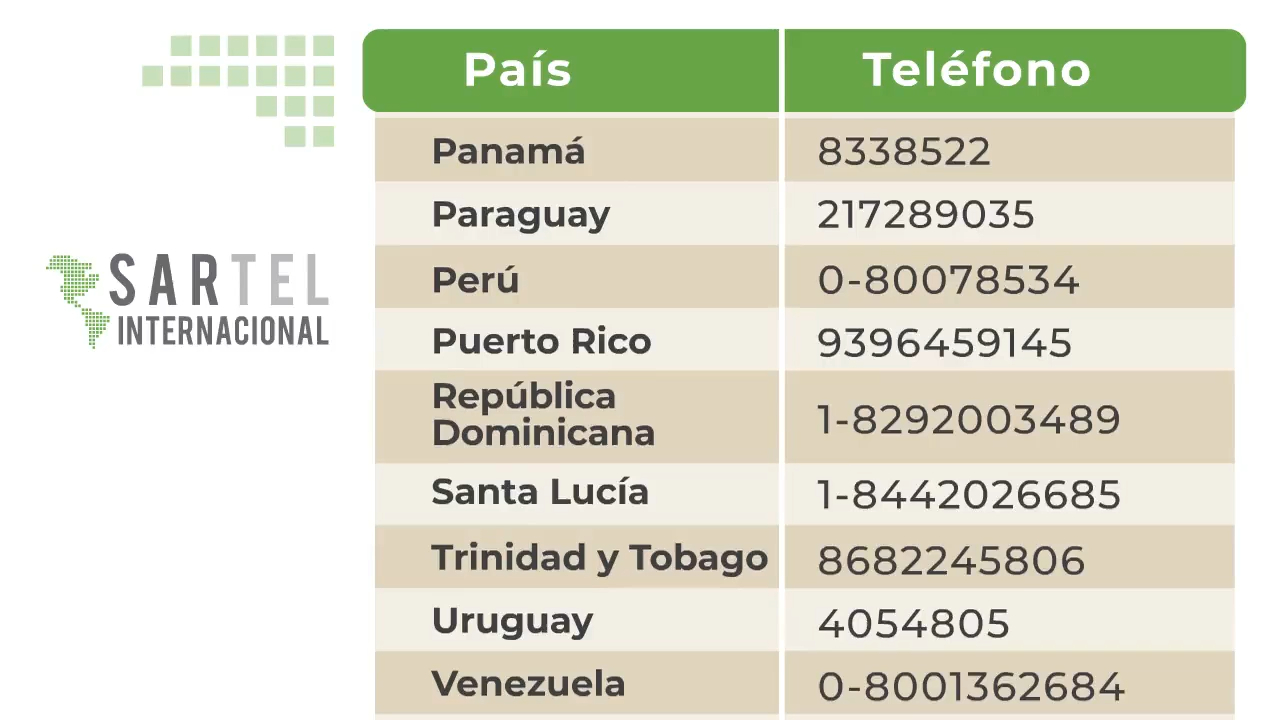 País Teléfono
Panamá 8338522
Paraguay 217289035
Perú 0-80078534
Puerto Rico 9396459145
República
Dominicana 1-8292003489
Santa Lucía 1-8442026685
Trinidad y Tobago 8682245806
Uruguay 4054805
Venezuela 0-8001362684
SARTEL
INTERNACIONAL